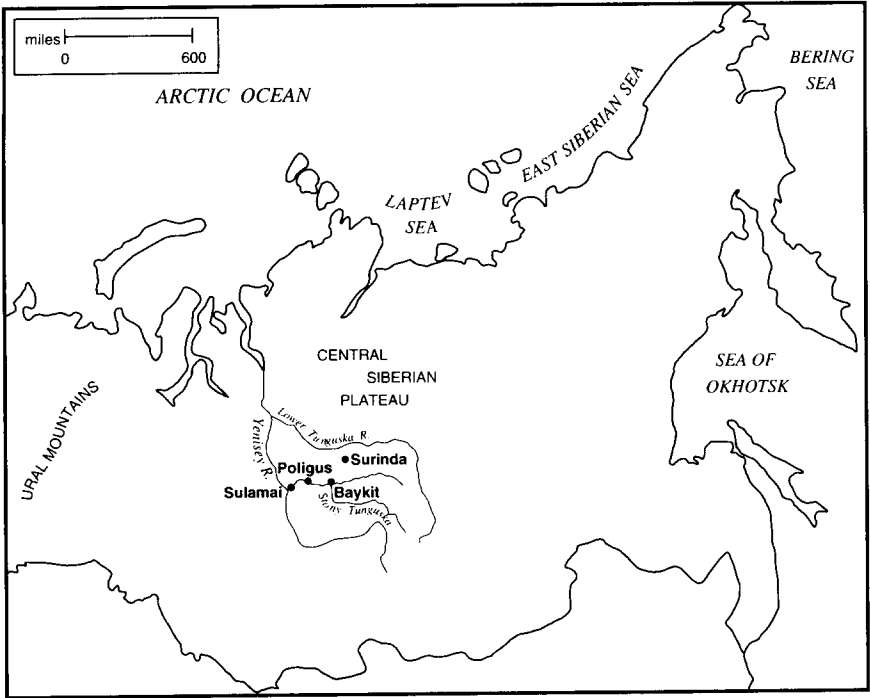 miles
0 600
ARCTIC OCEAN
BERING
SEA
EAST SIBERIAN SEA
LAPTEV
SEA
CENTRAL
SIBERIAN
PLATEAU
SEA OF
OKHOTSK
URAL MOUNTAINS
Lower Tunguska R.
Yenisey R.
Surinda
Poligus
Sulamai
Baykit
Stony Tunguska